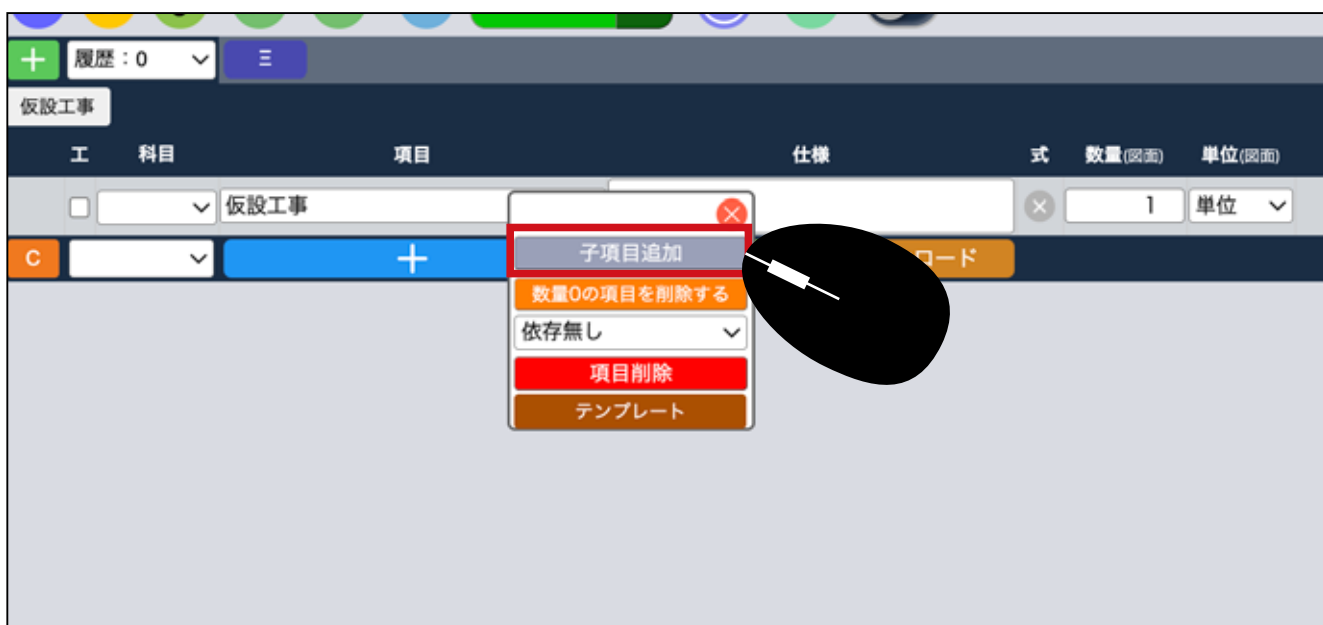 履歴：0 Ξ
仮設工事
工 科目 項目 仕様 式 数量(図面) 単位(図面)
仮設工事 1 単位
C ロード
子項目追加
数量0の項目を削除する
依存無し
項目削除
テンプレート